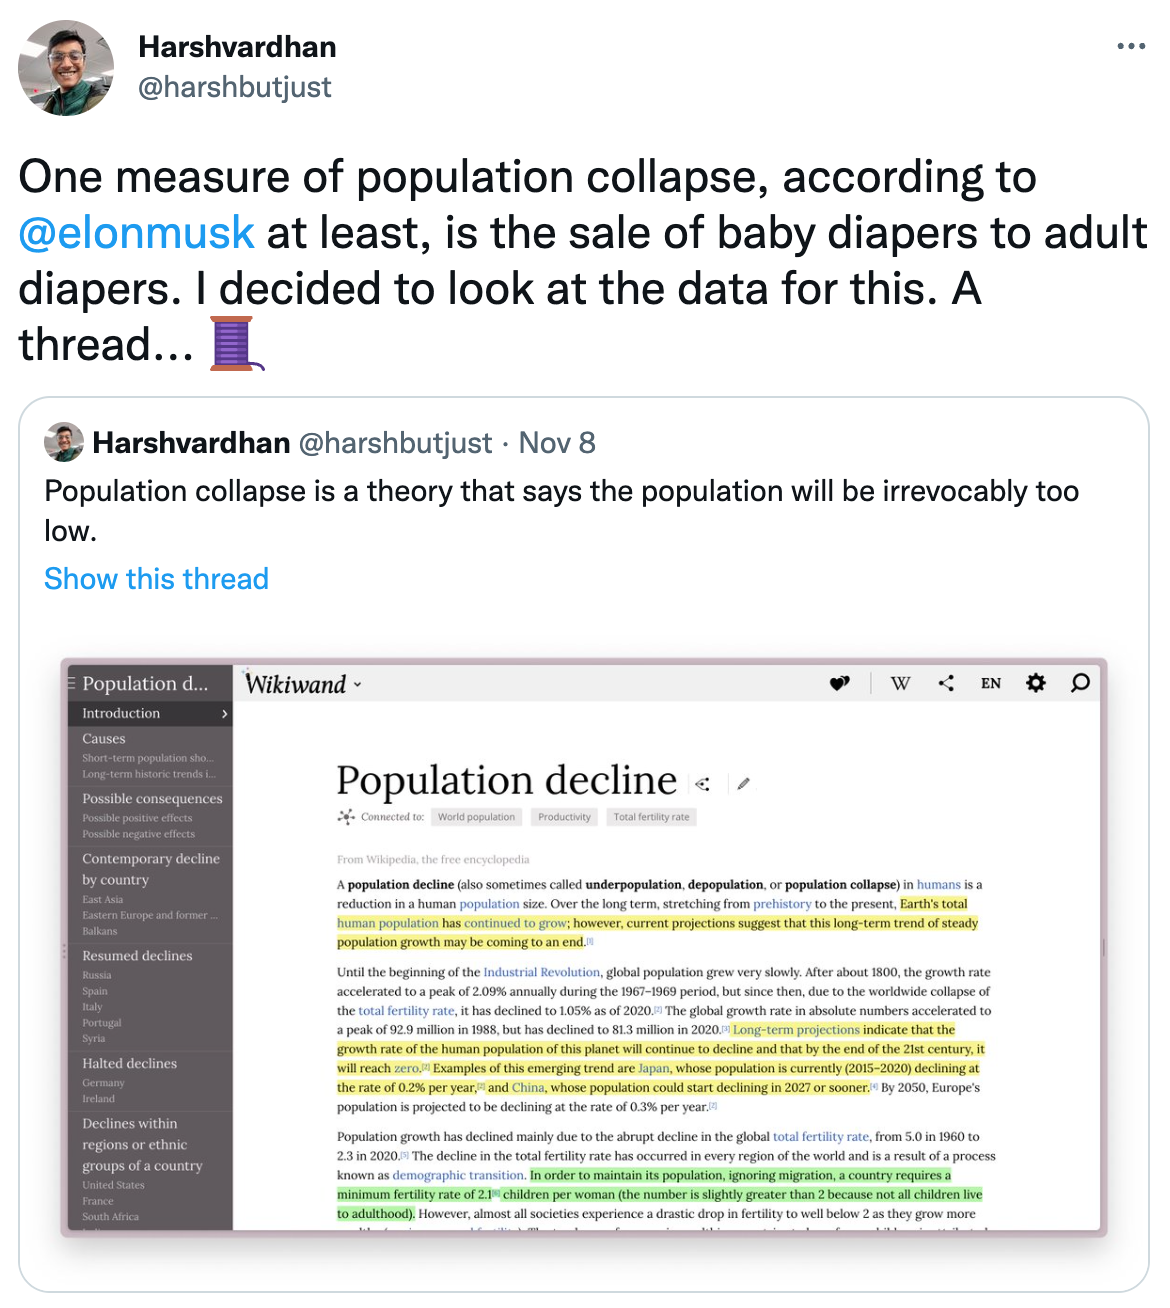 Harshvardhan
@harshbutjust
One measure of population collapse, according to
@elonmusk at least, is the sale of baby diapers to adult
diapers. I decided to look at the data for this. A
thread...
Harshvardhan @harshbutjust · Nov 8
Population collapse is a theory that says the population will be irrevocably too
low.
Show this thread
Population d...
Introduction
Causes
Short-term population sho...
Long-term historic trends i...
Possible consequences
Possible positive effects
Possible negative effects
Contemporary decline
by country
East Asia
Eastern Europe and former ...
Balkans
Resumed declines
Russia
Spain
Italy
Portugal
Syria
Halted declines
Germany
Ireland
Declines within
regions or ethnic
groups of a country
United States
France
South Africa
Wikiwand
W
EN
Population decline
Connected to: World population Productivity Total fertility rate
From Wikipedia, the free encyclopedia
A population decline (also sometimes called underpopulation, depopulation, or population collapse) in humans is a
reduction in a human population size. Over the long term, stretching from prehistory to the present, Earth's total
human population has continued to grow; however, current projections suggest that this long-term trend of steady
population growth may be coming to an end.[1]
Until the beginning of the Industrial Revolution, global population grew very slowly. After about 1800, the growth rate
accelerated to a peak of 2.09% annually during the 1967–1969 period, but since then, due to the worldwide collapse of
the total fertility rate, it has declined to 1.05% as of 2020.[2] The global growth rate in absolute numbers accelerated to
a peak of 92.9 million in 1988, but has declined to 81.3 million in 2020.[3] Long-term projections indicate that the
growth rate of the human population of this planet will continue to decline and that by the end of the 21st century, it
will reach zero.[2] Examples of this emerging trend are Japan, whose population is currently (2015–2020) declining at
the rate of 0.2% per year,[2] and China, whose population could start declining in 2027 or sooner.[4] By 2050, Europe's
population is projected to be declining at the rate of 0.3% per year.[2]
Population growth has declined mainly due to the abrupt decline in the global total fertility rate, from 5.0 in 1960 to
2.3 in 2020.[5] The decline in the total fertility rate has occurred in every region of the world and is a result of a process
known as demographic transition. In order to maintain its population, ignoring migration, a country requires a
minimum fertility rate of 2.1[6] children per woman (the number is slightly greater than 2 because not all children live
to adulthood). However, almost all societies experience a drastic drop in fertility to well below 2 as they grow more